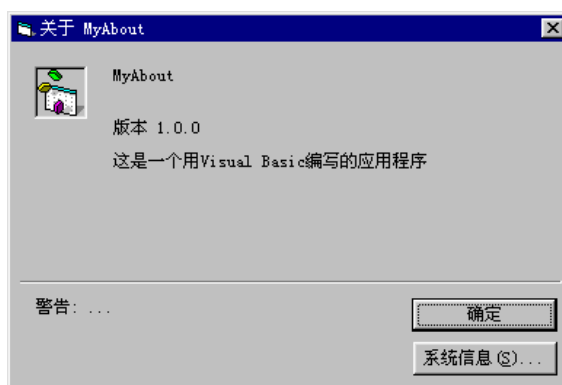 关于 MyAbout
MyAbout
版本 1.0.0
这是一个用Visual Basic编写的应用程序
警告: ...
确定
系统信息(S)...